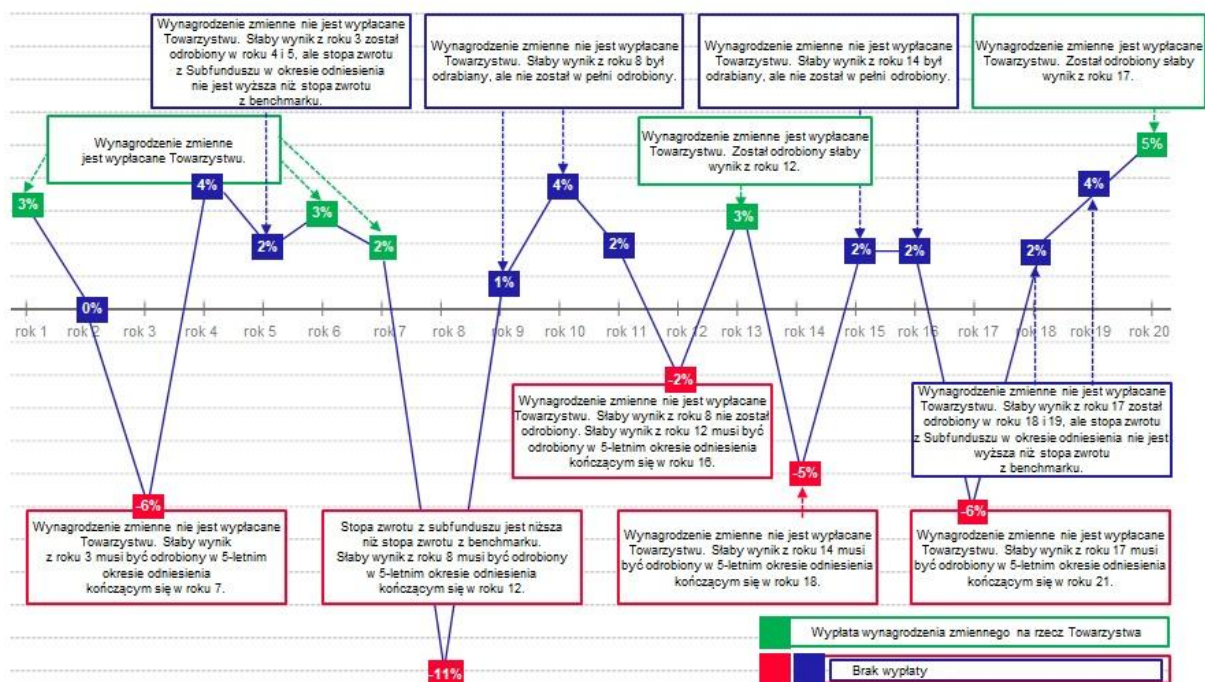 Wynagrodzenie zmienne nie jest wypłacane
Towarzystwu. Słaby wynik z roku 3 został
odrobiony w roku 4 i 5, ale stopa zwrotu
z Subfunduszu w okresie odniesienia
nie jest wyższa niż stopa zwrotu
z benchmarku.
Wynagrodzenie zmienne nie jest wypłacane
Towarzystwu. Słaby wynik z roku 8 był
odrabiany, ale nie został w pełni odrobiony.
Wynagrodzenie zmienne nie jest wypłacane
Towarzystwu. Słaby wynik z roku 14 był
odrabiany, ale nie został w pełni odrobiony.
Wynagrodzenie zmienne jest wypłacane
Towarzystwu. Został odrobiony słaby
wynik z roku 17.
Wynagrodzenie zmienne
jest wypłacane Towarzystwu.
Wynagrodzenie zmienne jest wypłacane
Towarzystwu. Został odrobiony słaby
wynik z roku 12.
3%
0%
-6%
4%
2%
3%
2%
-11%
1%
4%
2%
-2%
3%
-5%
2%
2%
-6%
2%
4%
5%
rok 1
rok 2
rok 3
rok 4
rok 5
rok 6
rok 7
rok 8
rok 9
rok 10
rok 11
rok 12
rok 13
rok 14
rok 15
rok 16
rok 17
rok 18
rok 19
rok 20
Wynagrodzenie zmienne nie jest wypłacane
Towarzystwu. Słaby wynik z roku 8 nie został
odrobiony. Słaby wynik z roku 12 musi być
odrobiony w 5-letnim okresie odniesienia
kończącym się w roku 16.
Wynagrodzenie zmienne nie jest wypłacane
Towarzystwu. Słaby wynik z roku 17 został
odrobiony w roku 18 i 19, ale stopa zwrotu
z Subfunduszu w okresie odniesienia nie jest
wyższa niż stopa zwrotu
z benchmarku.
Wynagrodzenie zmienne nie jest wypłacane
Towarzystwu. Słaby wynik
z roku 3 musi być odrobiony w 5-letnim
okresie odniesienia
kończącym się w roku 7.
Stopa zwrotu z subfunduszu jest niższa
niż stopa zwrotu z benchmarku.
Słaby wynik z roku 8 musi być odrobiony
w 5-letnim okresie odniesienia
kończącym się w roku 12.
Wynagrodzenie zmienne nie jest wypłacane
Towarzystwu. Słaby wynik z roku 14 musi
być odrobiony w 5-letnim okresie odniesienia
kończącym się w roku 18.
Wynagrodzenie zmienne nie jest wypłacane
Towarzystwu. Słaby wynik z roku 17 musi
być odrobiony w 5-letnim okresie odniesienia
kończącym się w roku 21.
Wypłata wynagrodzenia zmiennego na rzecz Towarzystwa
Brak wypłaty